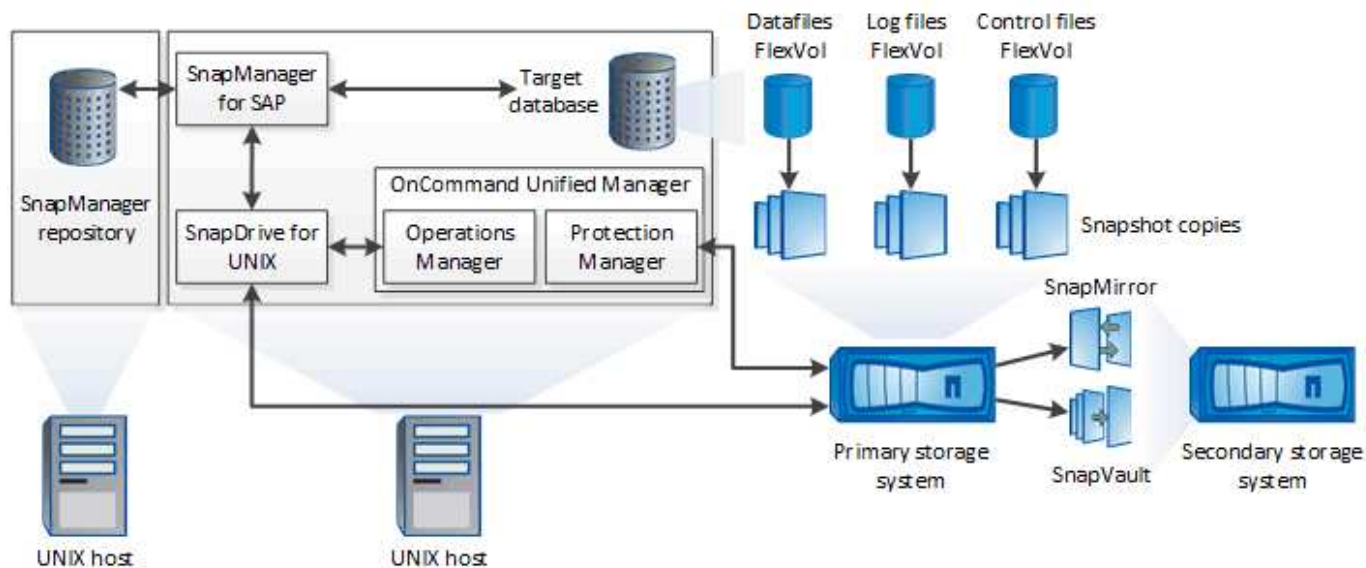 Datafiles
FlexVol
Log files
FlexVol
Control files
FlexVol
SnapManager
for SAP
Target
database
SnapManager
repository
OnCommand Unified Manager
SnapDrive for
UNIX
Operations
Manager
Protection
Manager
Snapshot copies
SnapMirror
Primary storage
system
SnapVault
Secondary storage
system
UNIX host
UNIX host